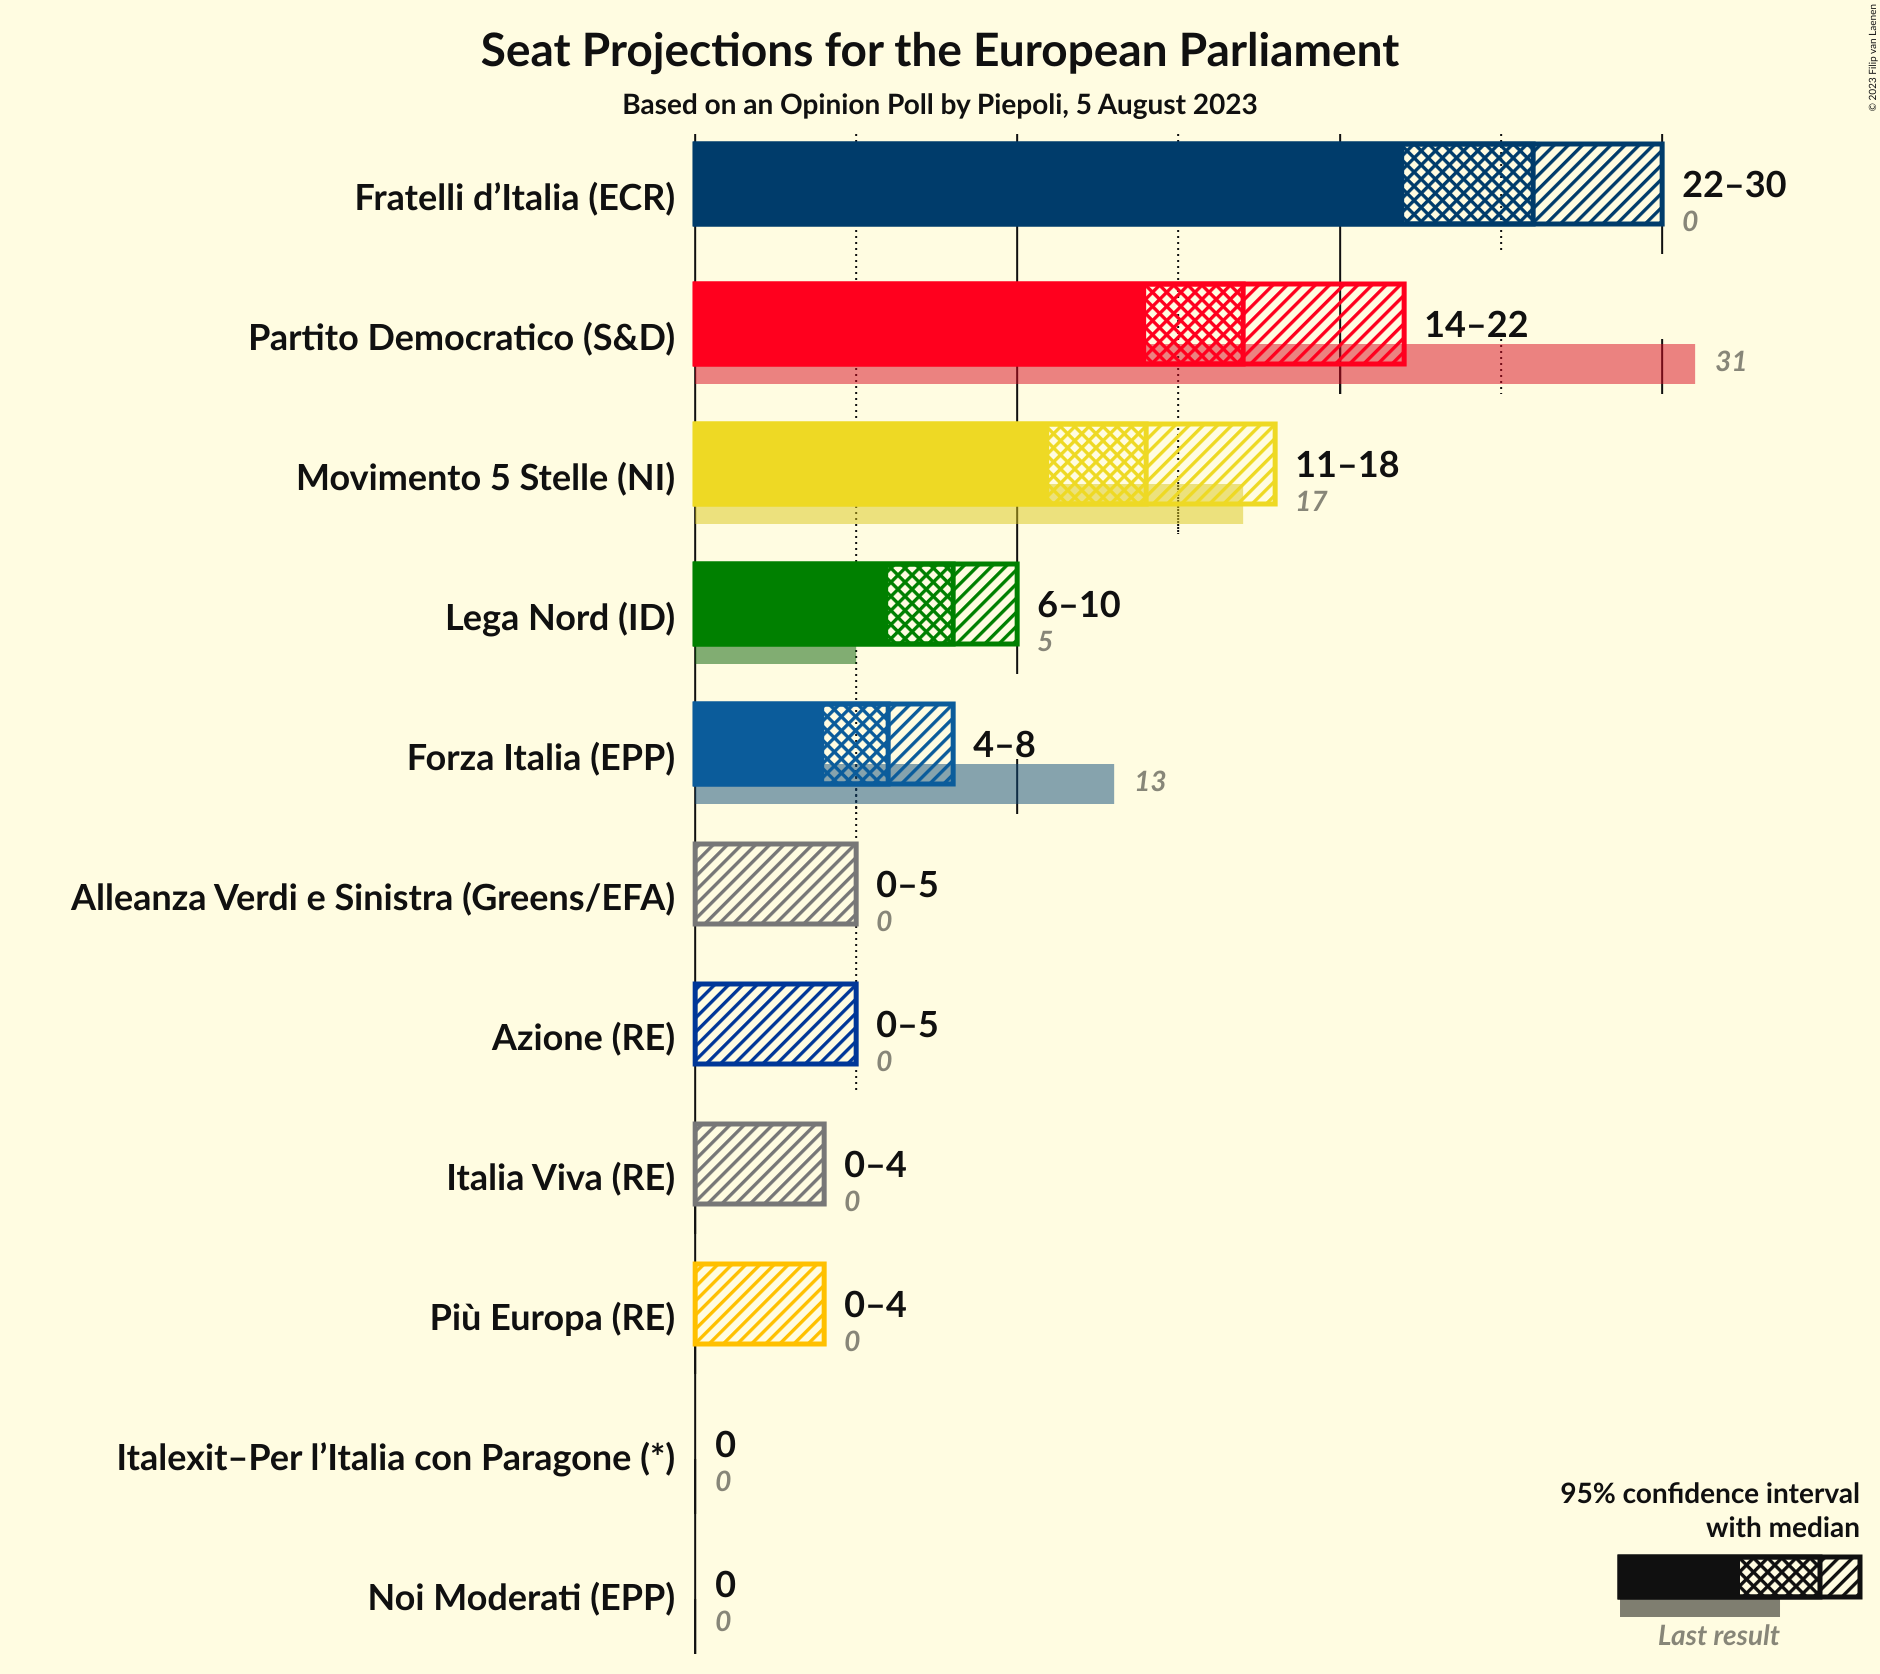 Seat Projections for the European Parliament
Based on an Opinion Poll by Piepoli, 5 August 2023
© 2023 Filip van Laenen
Fratelli d’Italia (ECR)
22–30
0
Partito Democratico (S&D)
14–22
31
Movimento 5 Stelle (NI)
11–18
17
Lega Nord (ID)
6–10
5
Forza Italia (EPP)
4–8
13
Alleanza Verdi e Sinistra (Greens/EFA)
0–5
0
Azione (RE)
0–5
0
Italia Viva (RE)
0–4
0
Più Europa (RE)
0–4
0
Italexit–Per l’Italia con Paragone (*)
0
0
Noi Moderati (EPP)
0
0
95% confidence interval
with median
Last result